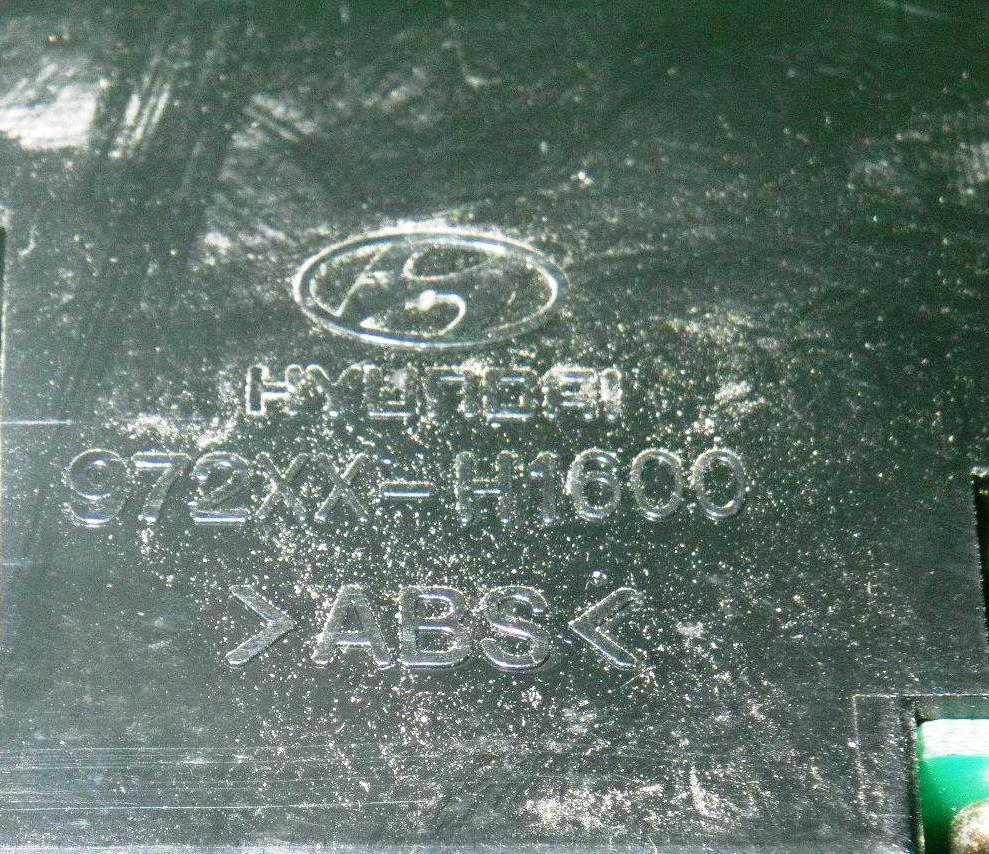 HYUNDAI
972XX-H1600
>ABS<